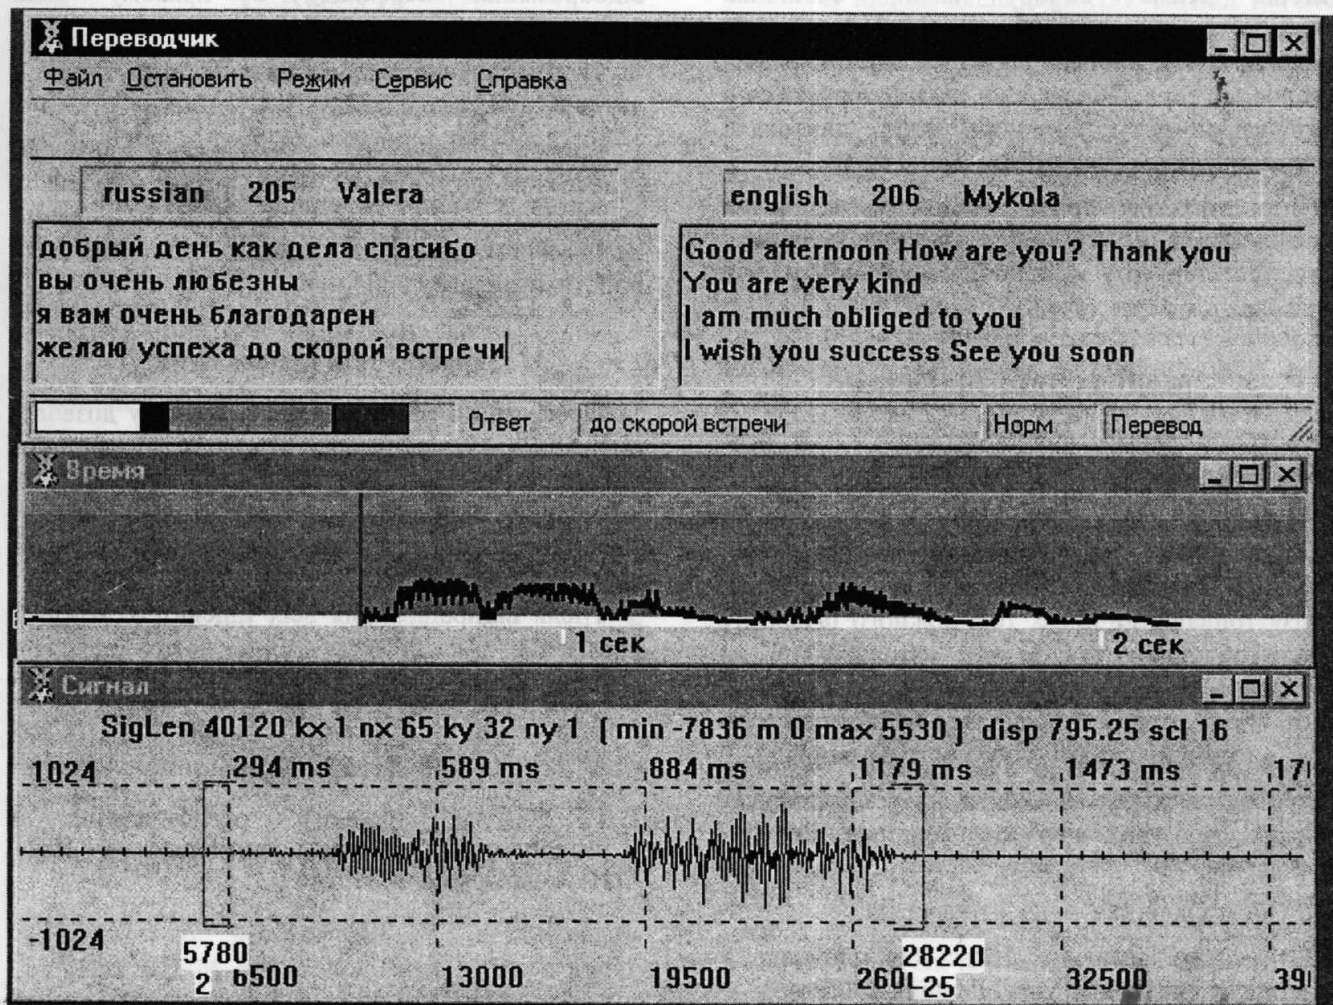 Переводчик
Файл Остановить Режим Сервис Справка
russian 205 Valera
english 206 Mykola
добрый день как дела спасибо
вы очень любезны
я вам очень благодарен
желаю успеха до скорой встречи
Good afternoon How are you? Thank you
You are very kind
I am much obliged to you
I wish you success See you soon
Ответ до скорой встречи Норм Перевод
Время
1 сек 2 сек
Сигнал
SigLen 40120 kx 1 nx 65 ky 32 ny 1 ( min -7836 m 0 max 5530 ) disp 795.25 scl 16
1024 294 ms 589 ms 884 ms 1179 ms 1473 ms
-1024
5780 28220
2 6500 13000 19500 25 32500